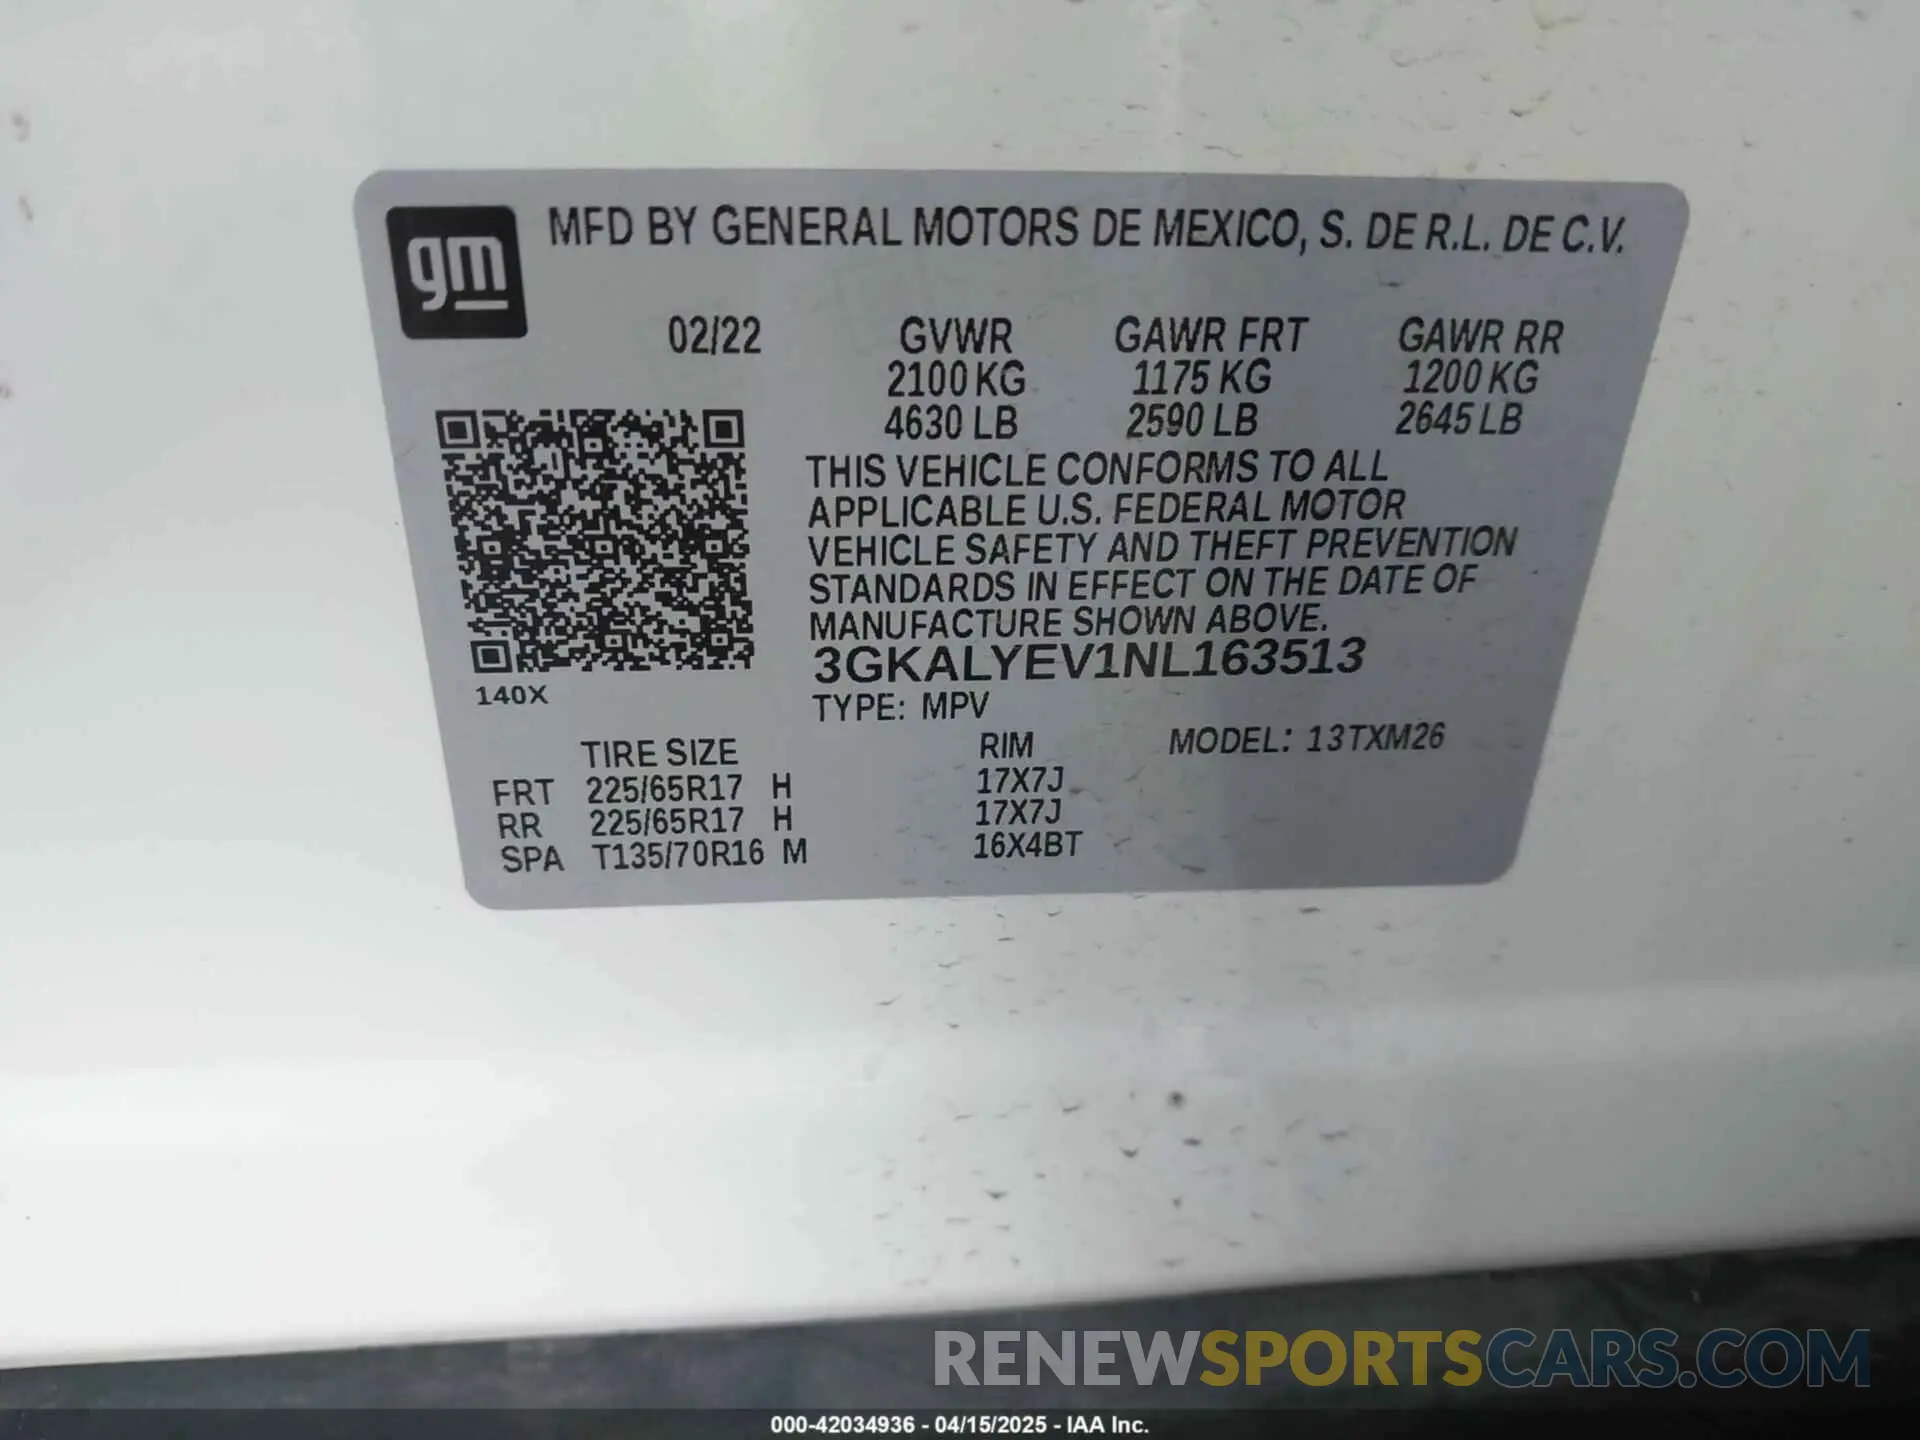 gm MFD BY GENERAL MOTORS DE MEXICO, S. DE R.L. DE C.V.
02/22 GVWR GAWR FRT GAWR RR
2100 KG 1175 KG 1200 KG
4630 LB 2590 LB 2645 LB
THIS VEHICLE CONFORMS TO ALL
APPLICABLE U.S. FEDERAL MOTOR
VEHICLE SAFETY AND THEFT PREVENTION
STANDARDS IN EFFECT ON THE DATE OF
MANUFACTURE SHOWN ABOVE.
3GKALYEV1NL163513
140X
TYPE: MPV
TIRE SIZE RIM MODEL: 13TXM26
FRT 225/65R17 H 17X7J
RR 225/65R17 H 17X7J
SPA T135/70R16 M 16X4BT
RENEWSPORTSCARS.COM
000-42034936 - 04/15/2025 - IAA Inc.